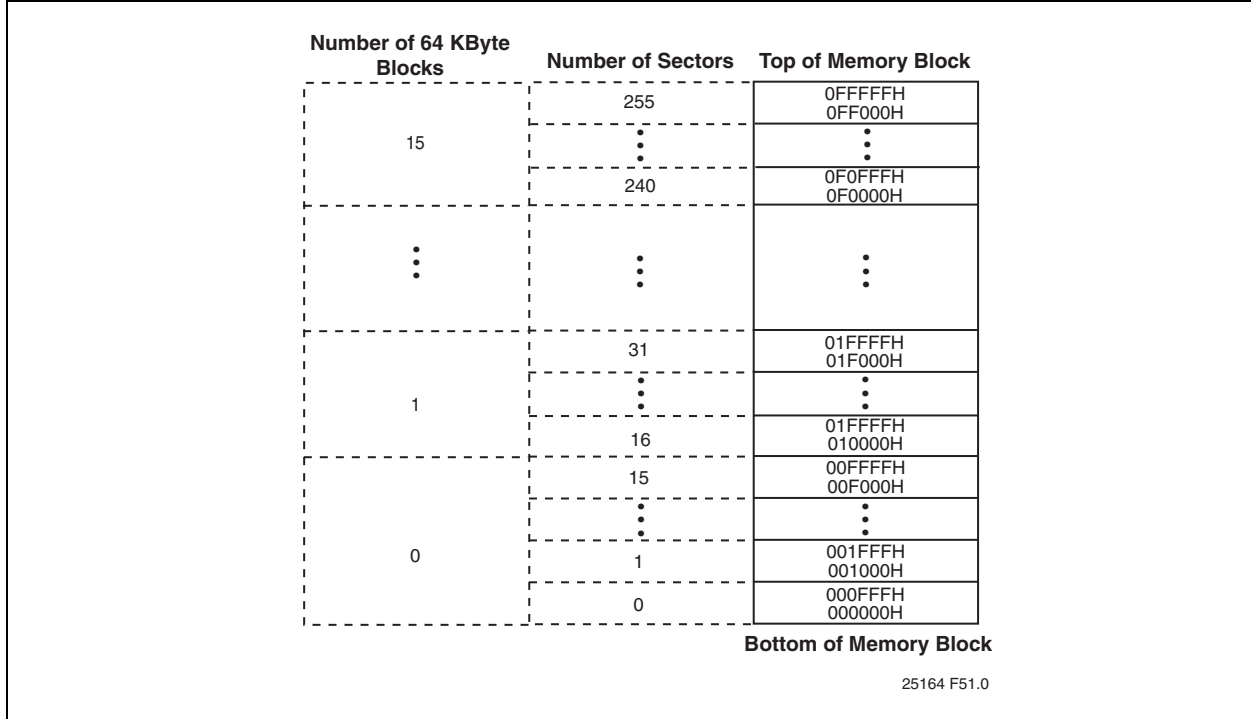 Number of 64 KByte
Blocks
Number of Sectors
Top of Memory Block
255
0FFFFFH
0FF000H
15
240
0F0FFFH
0F0000H
31
01FFFFH
01F000H
1
16
01FFFFH
010000H
15
00FFFFH
00F000H
0
1
001FFFH
001000H
0
000FFFH
000000H
Bottom of Memory Block
25164 F51.0